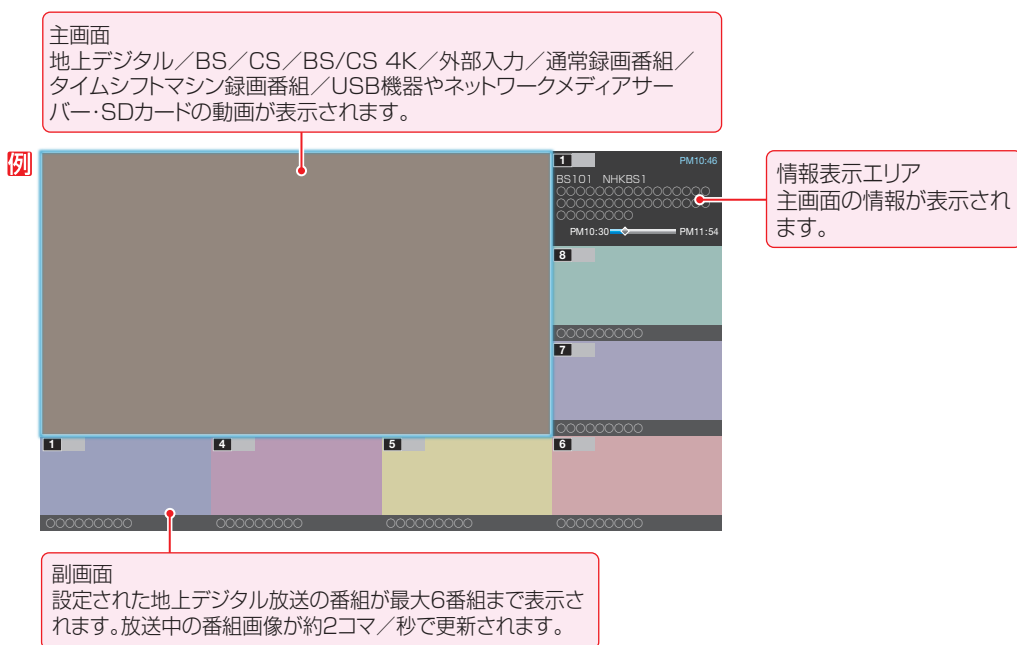 主画面
地上デジタル／BS／CS／BS/CS 4K／外部入力／通常録画番組／
タイムシフトマシン録画番組／USB機器やネットワークメディアサー
バー・SDカードの動画が表示されます。
例
1 PM10:46
BS101 NHKBS1
○○○○○○○○○○○○○○○○
○○○○○○○○○○○○○○○○
○○○○○○○○
PM10:30 PM11:54
情報表示エリア
主画面の情報が表示され
ます。
8
○○○○○○○○○
7
○○○○○○○○○
1 4 5 6
○○○○○○○○○ ○○○○○○○○○ ○○○○○○○○○ ○○○○○○○○○
副画面
設定された地上デジタル放送の番組が最大6番組まで表示さ
れます。放送中の番組画像が約2コマ／秒で更新されます。